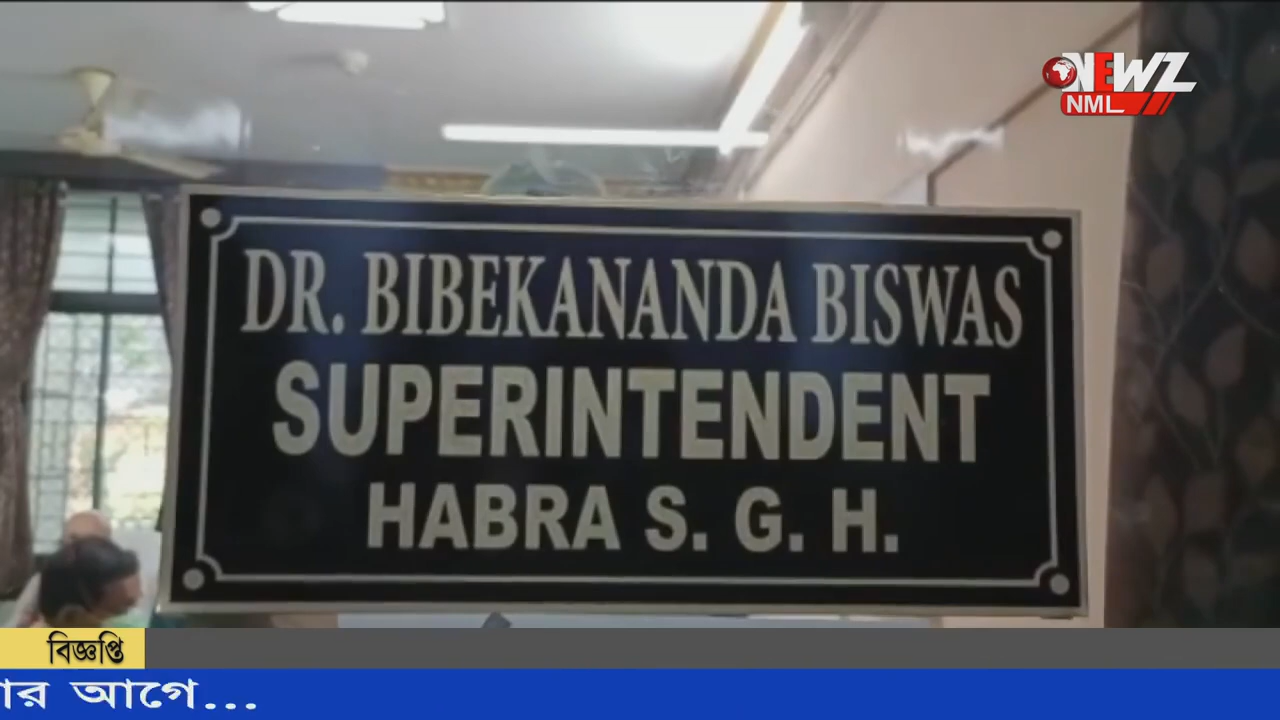 NEWZ
NML
DR. BIBEKANANDA BISWAS
SUPERINTENDENT
HABRA S. G. H.
বিজ্ঞপ্তি
ার আগে...